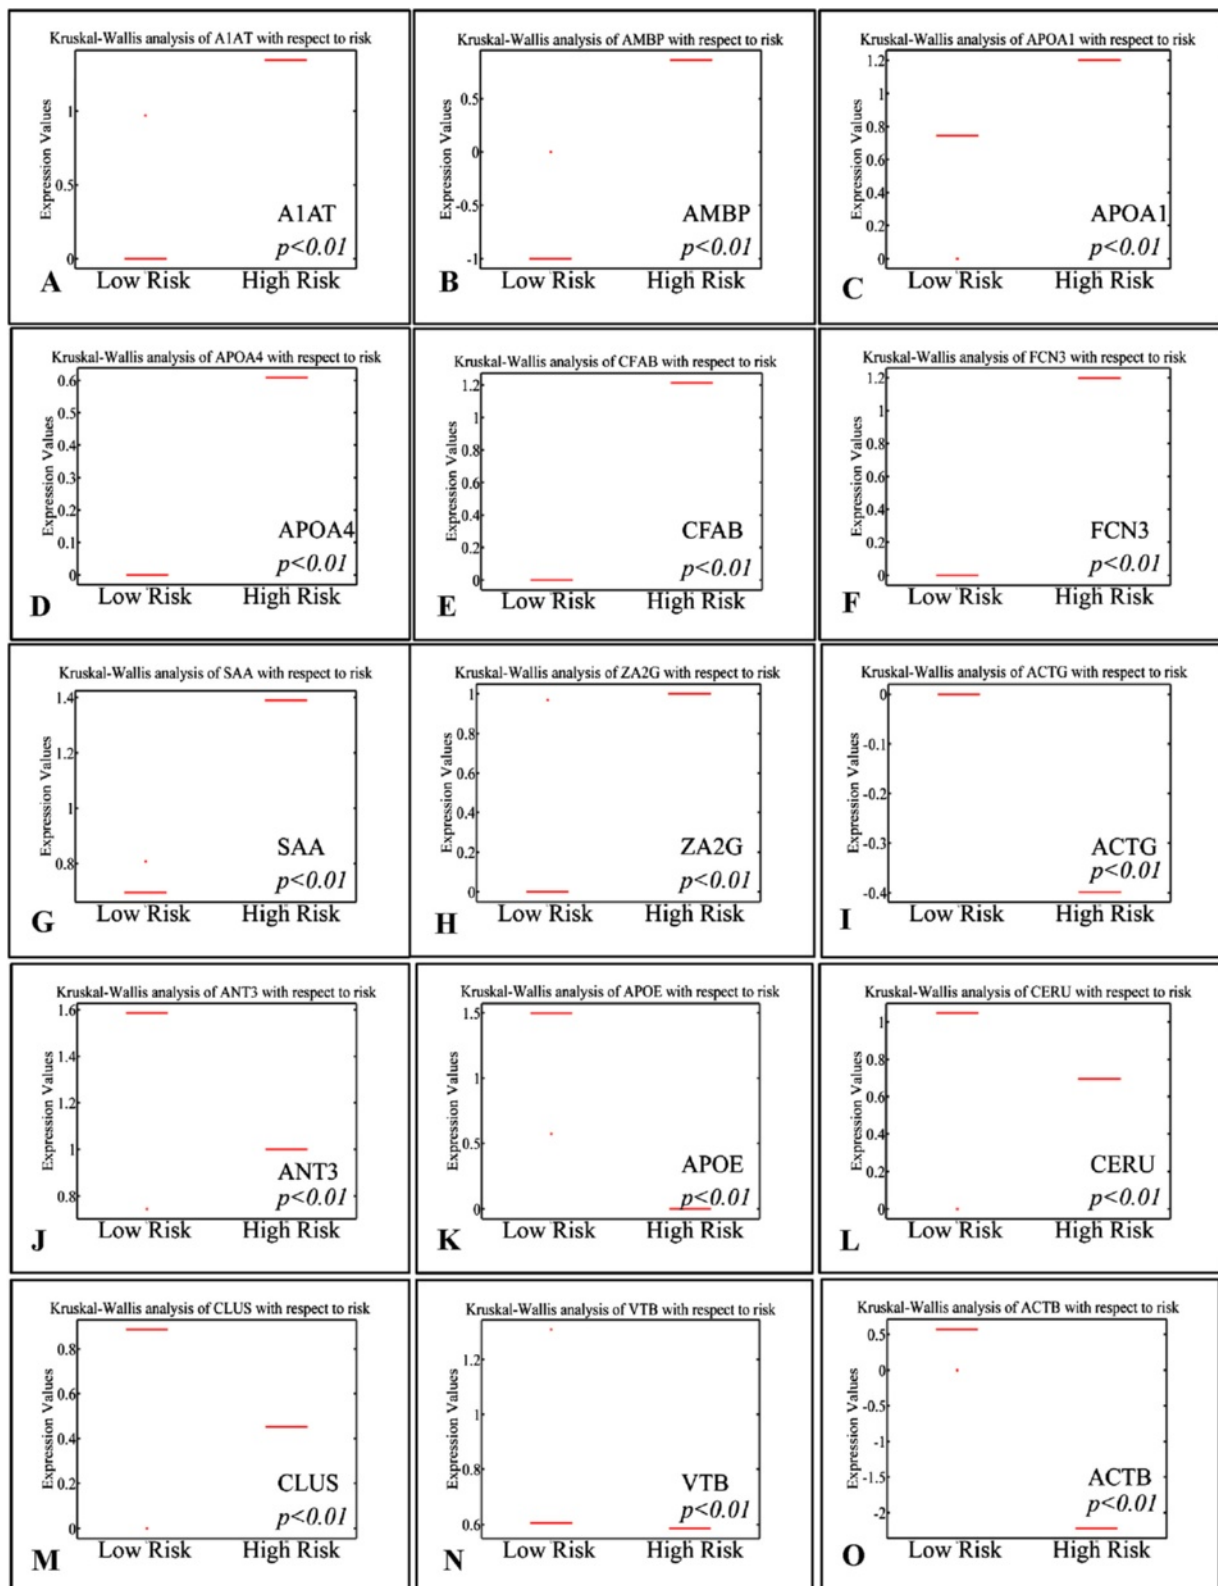 Kruskal-Wallis analysis of A1AT with respect to risk
Expression Values
1
0.5
0
A1AT
p<0.01
Low Risk High Risk
A
Kruskal-Wallis analysis of AMBP with respect to risk
Expression Values
0.5
0
-0.5
-1
AMBP
p<0.01
Low Risk High Risk
B
Kruskal-Wallis analysis of APOA1 with respect to risk
Expression Values
1.2
1
0.8
0.6
0.4
0.2
0
APOA1
p<0.01
Low Risk High Risk
C
Kruskal-Wallis analysis of APOA4 with respect to risk
Expression Values
0.6
0.5
0.4
0.3
0.2
0.1
0
APOA4
p<0.01
Low Risk High Risk
D
Kruskal-Wallis analysis of CFAB with respect to risk
Expression Values
1.2
1
0.8
0.6
0.4
0.2
0
CFAB
p<0.01
Low Risk High Risk
E
Kruskal-Wallis analysis of FCN3 with respect to risk
Expression Values
1.2
1
0.8
0.6
0.4
0.2
0
FCN3
p<0.01
Low Risk High Risk
F
Kruskal-Wallis analysis of SAA with respect to risk
Expression Values
1.4
1.2
1
0.8
SAA
p<0.01
Low Risk High Risk
G
Kruskal-Wallis analysis of ZA2G with respect to risk
Expression Values
1
0.8
0.6
0.4
0.2
0
ZA2G
p<0.01
Low Risk High Risk
H
Kruskal-Wallis analysis of ACTG with respect to risk
Expression Values
0
-0.1
-0.2
-0.3
-0.4
ACTG
p<0.01
Low Risk High Risk
I
Kruskal-Wallis analysis of ANT3 with respect to risk
Expression Values
1.6
1.4
1.2
1
0.8
ANT3
p<0.01
Low Risk High Risk
J
Kruskal-Wallis analysis of APOE with respect to risk
Expression Values
1.5
1
0.5
0
APOE
p<0.01
Low Risk High Risk
K
Kruskal-Wallis analysis of CERU with respect to risk
Expression Values
1
0.8
0.6
0.4
0.2
0
CERU
p<0.01
Low Risk High Risk
L
Kruskal-Wallis analysis of CLUS with respect to risk
Expression Values
0.8
0.6
0.4
0.2
0
CLUS
p<0.01
Low Risk High Risk
M
Kruskal-Wallis analysis of VTB with respect to risk
Expression Values
1.2
1
0.8
0.6
VTB
p<0.01
Low Risk High Risk
N
Kruskal-Wallis analysis of ACTB with respect to risk
Expression Values
0.5
0
-0.5
-1
-1.5
-2
ACTB
p<0.01
Low Risk High Risk
O